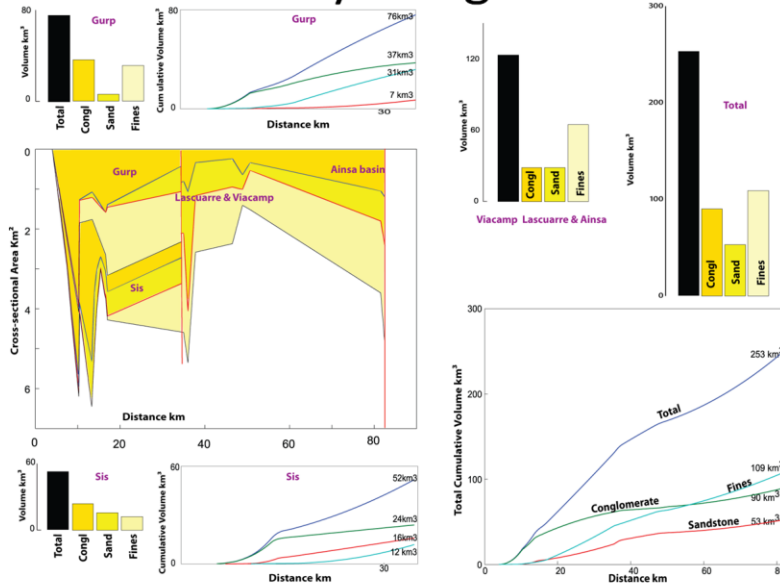 80
Gurp
Volume km³
0
Total
Congl
Sand
Fines
80
Gurp
Cum ulative Volume km³
0
76km3
37km3
31km3
7 km3
30
Distance km
120
60
0
Volume km³
Congl
Sand
Fines
Viacamp Lascuarre & Ainsa
300
200
100
0
Volume km³
Total
Congl
Sand
Fines
0
2
4
6
Cross-sectional Area Km²
Gurp
Ainsa basin
Lascuarre & Viacamp
Sis
Distance km
0
20
40
60
80
60
Sis
Volume km³
0
Total
Congl
Sand
Fines
60
Sis
Cumulative Volume km³
0
52km3
24km3
16km3
12 km3
30
Distance km
300
200
100
0
Total Cumulative Volume km³
253 km³
Total
109 km³
Fines
90 km³
Conglomerate
53 km³
Sandstone
0
20
40
60
Distance km